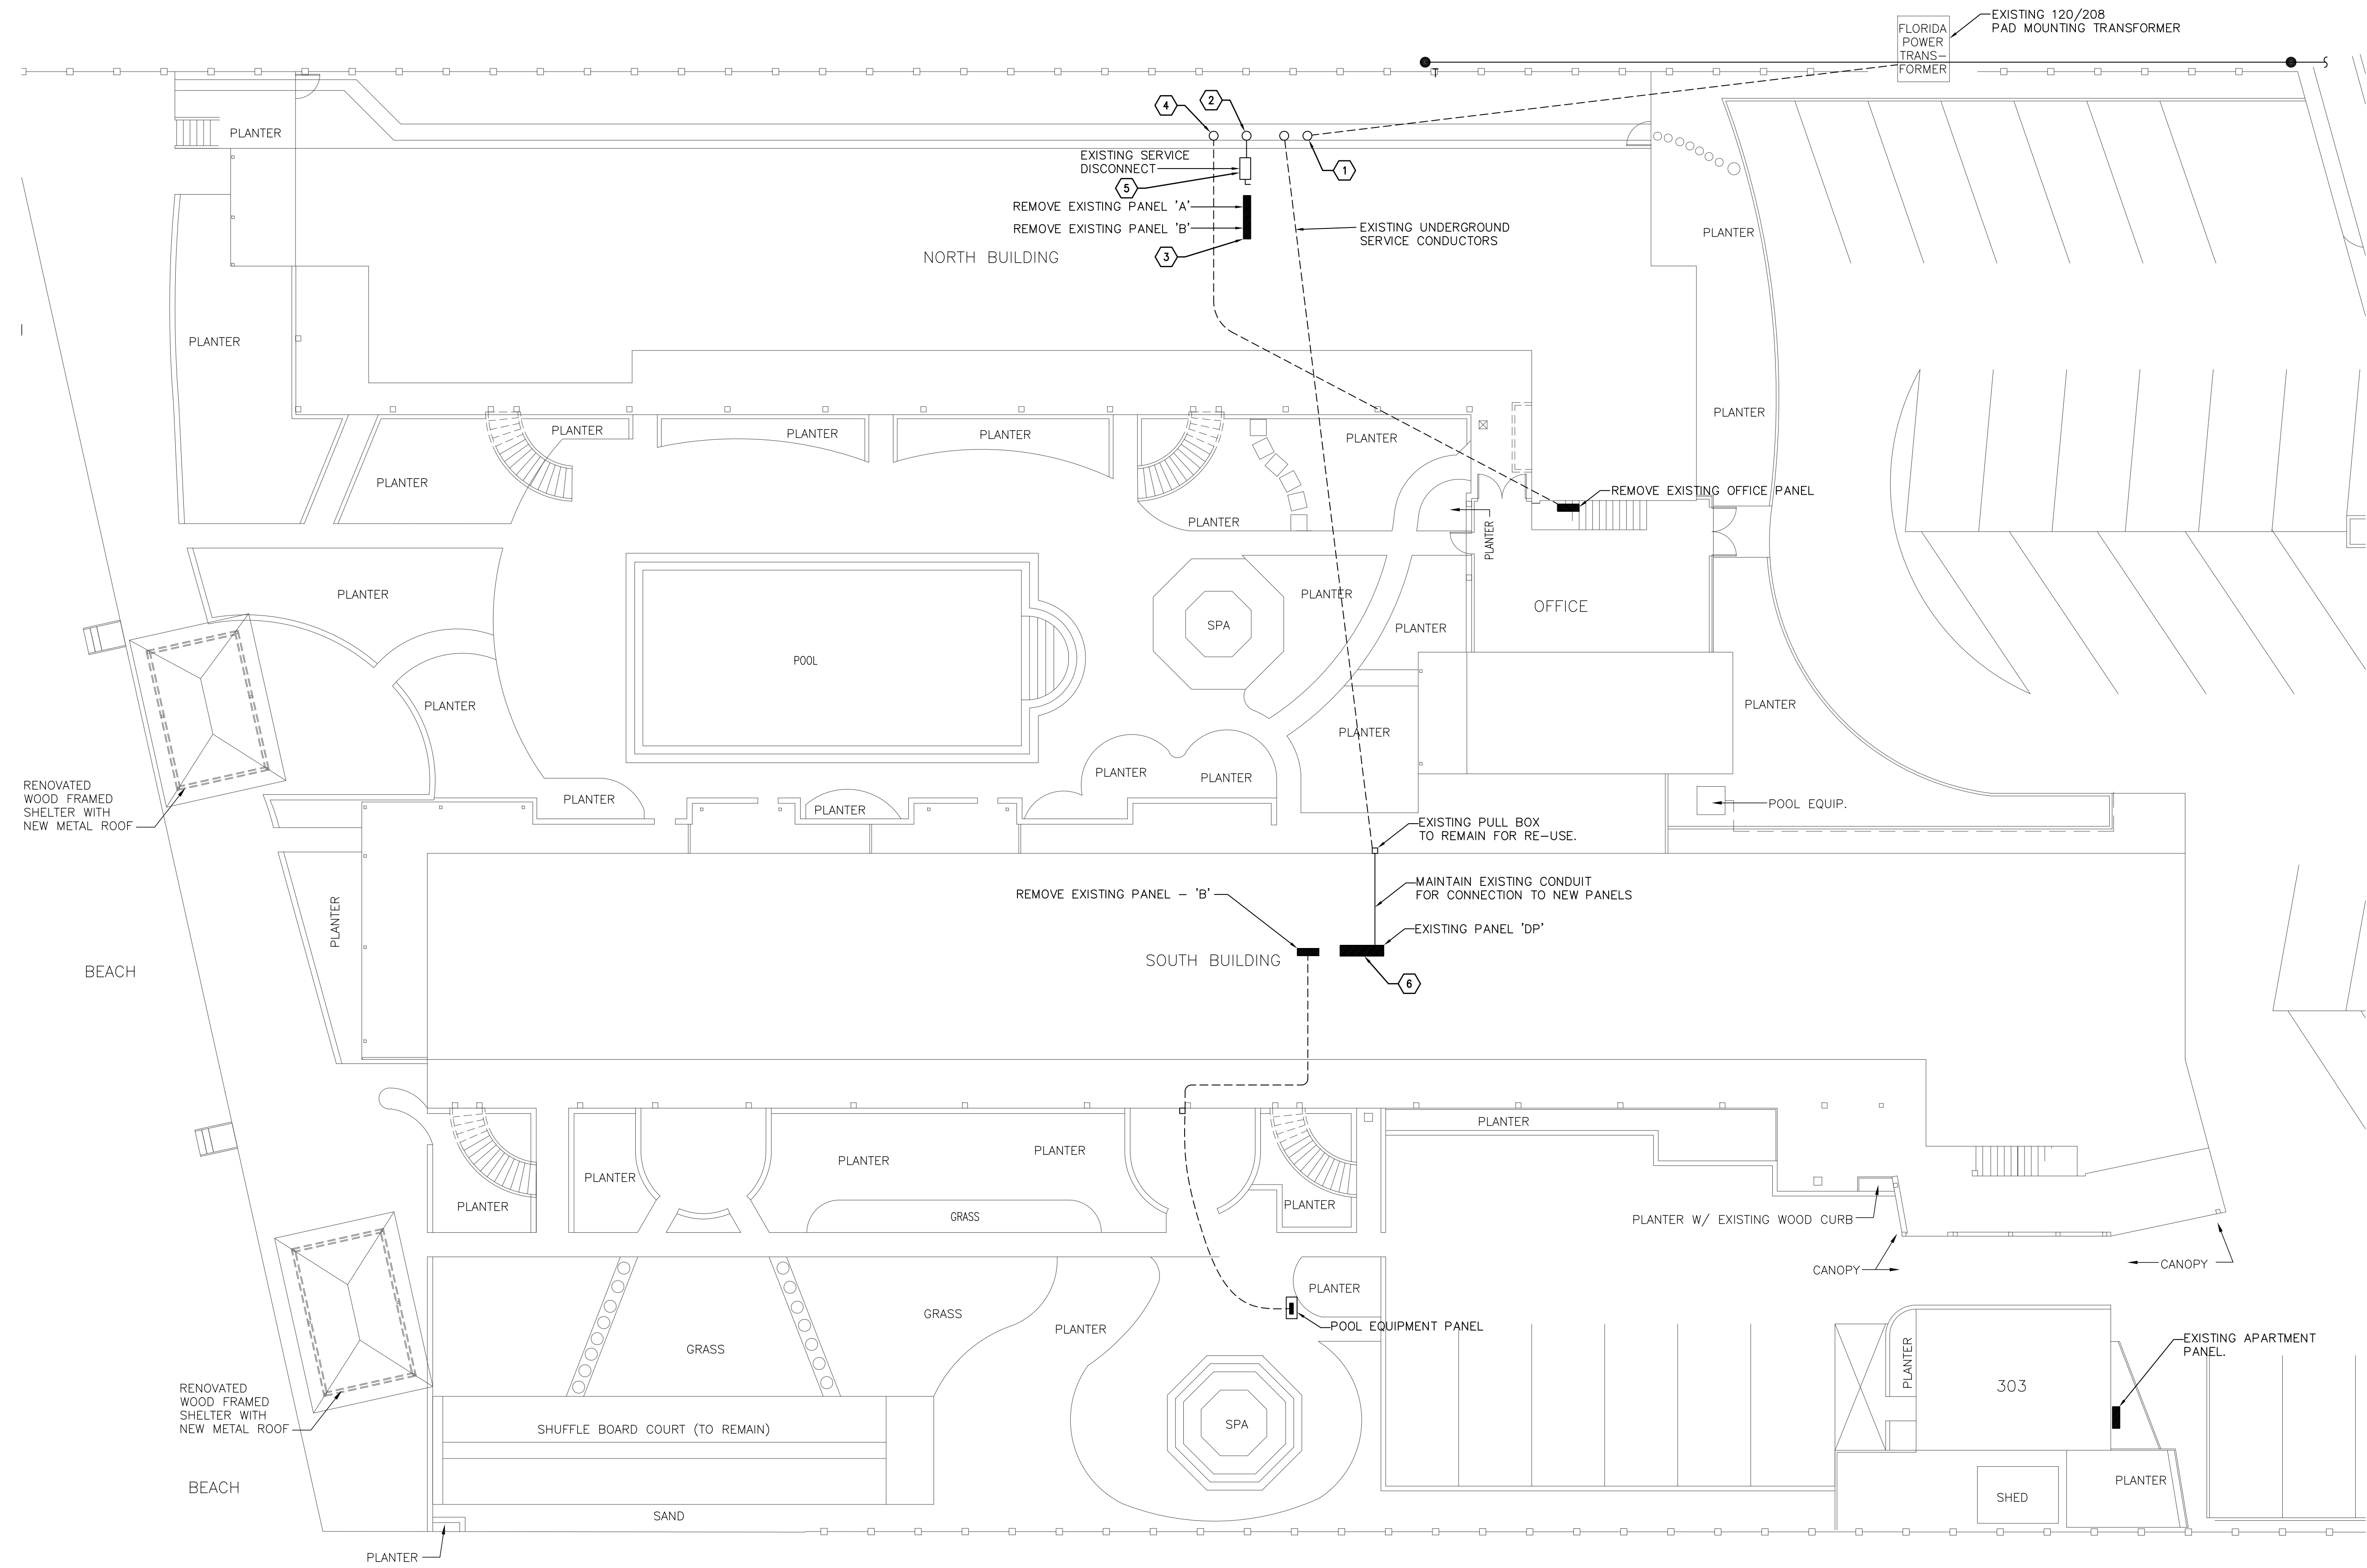 EXISTING 120/208
PAD MOUNTING TRANSFORMER
FLORIDA
POWER
TRANS-
FORMER
T
4
2
1
PLANTER
EXISTING SERVICE
DISCONNECT
5
REMOVE EXISTING PANEL 'A'
REMOVE EXISTING PANEL 'B'
3
NORTH BUILDING
EXISTING UNDERGROUND
SERVICE CONDUCTORS
PLANTER
PLANTER
PLANTER
PLANTER
PLANTER
PLANTER
PLANTER
PLANTER
PLANTER
REMOVE EXISTING OFFICE PANEL
PLANTER
PLANTER
PLANTER
PLANTER
OFFICE
SPA
PLANTER
POOL
PLANTER
PLANTER
PLANTER
PLANTER
PLANTER
RENOVATED
WOOD FRAMED
SHELTER WITH
NEW METAL ROOF
PLANTER
PLANTER
POOL EQUIP.
EXISTING PULL BOX
TO REMAIN FOR RE-USE.
MAINTAIN EXISTING CONDUIT
FOR CONNECTION TO NEW PANELS
REMOVE EXISTING PANEL - 'B'
PLANTER
EXISTING PANEL 'DP'
SOUTH BUILDING
BEACH
6
PLANTER
PLANTER
PLANTER
PLANTER
PLANTER
PLANTER
GRASS
PLANTER W/ EXISTING WOOD CURB
CANOPY
CANOPY
PLANTER
GRASS
PLANTER
POOL EQUIPMENT PANEL
EXISTING APARTMENT
PANEL.
GRASS
PLANTER
303
RENOVATED
WOOD FRAMED
SHELTER WITH
NEW METAL ROOF
SHUFFLE BOARD COURT (TO REMAIN)
SPA
BEACH
PLANTER
SHED
SAND
PLANTER